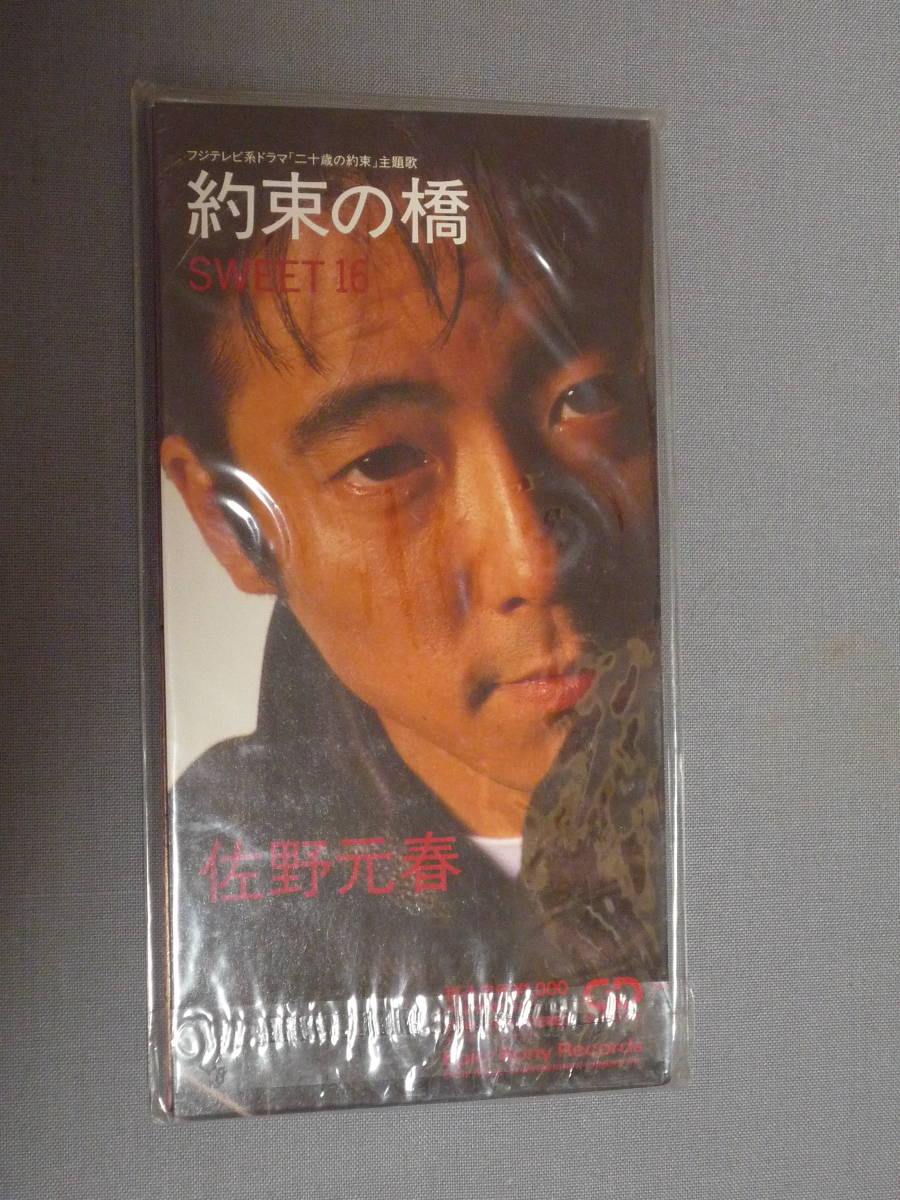 フジテレビ系ドラマ「二十歳の約束」主題歌
約束の橋
SWEET 16
佐野元春
Sony Records